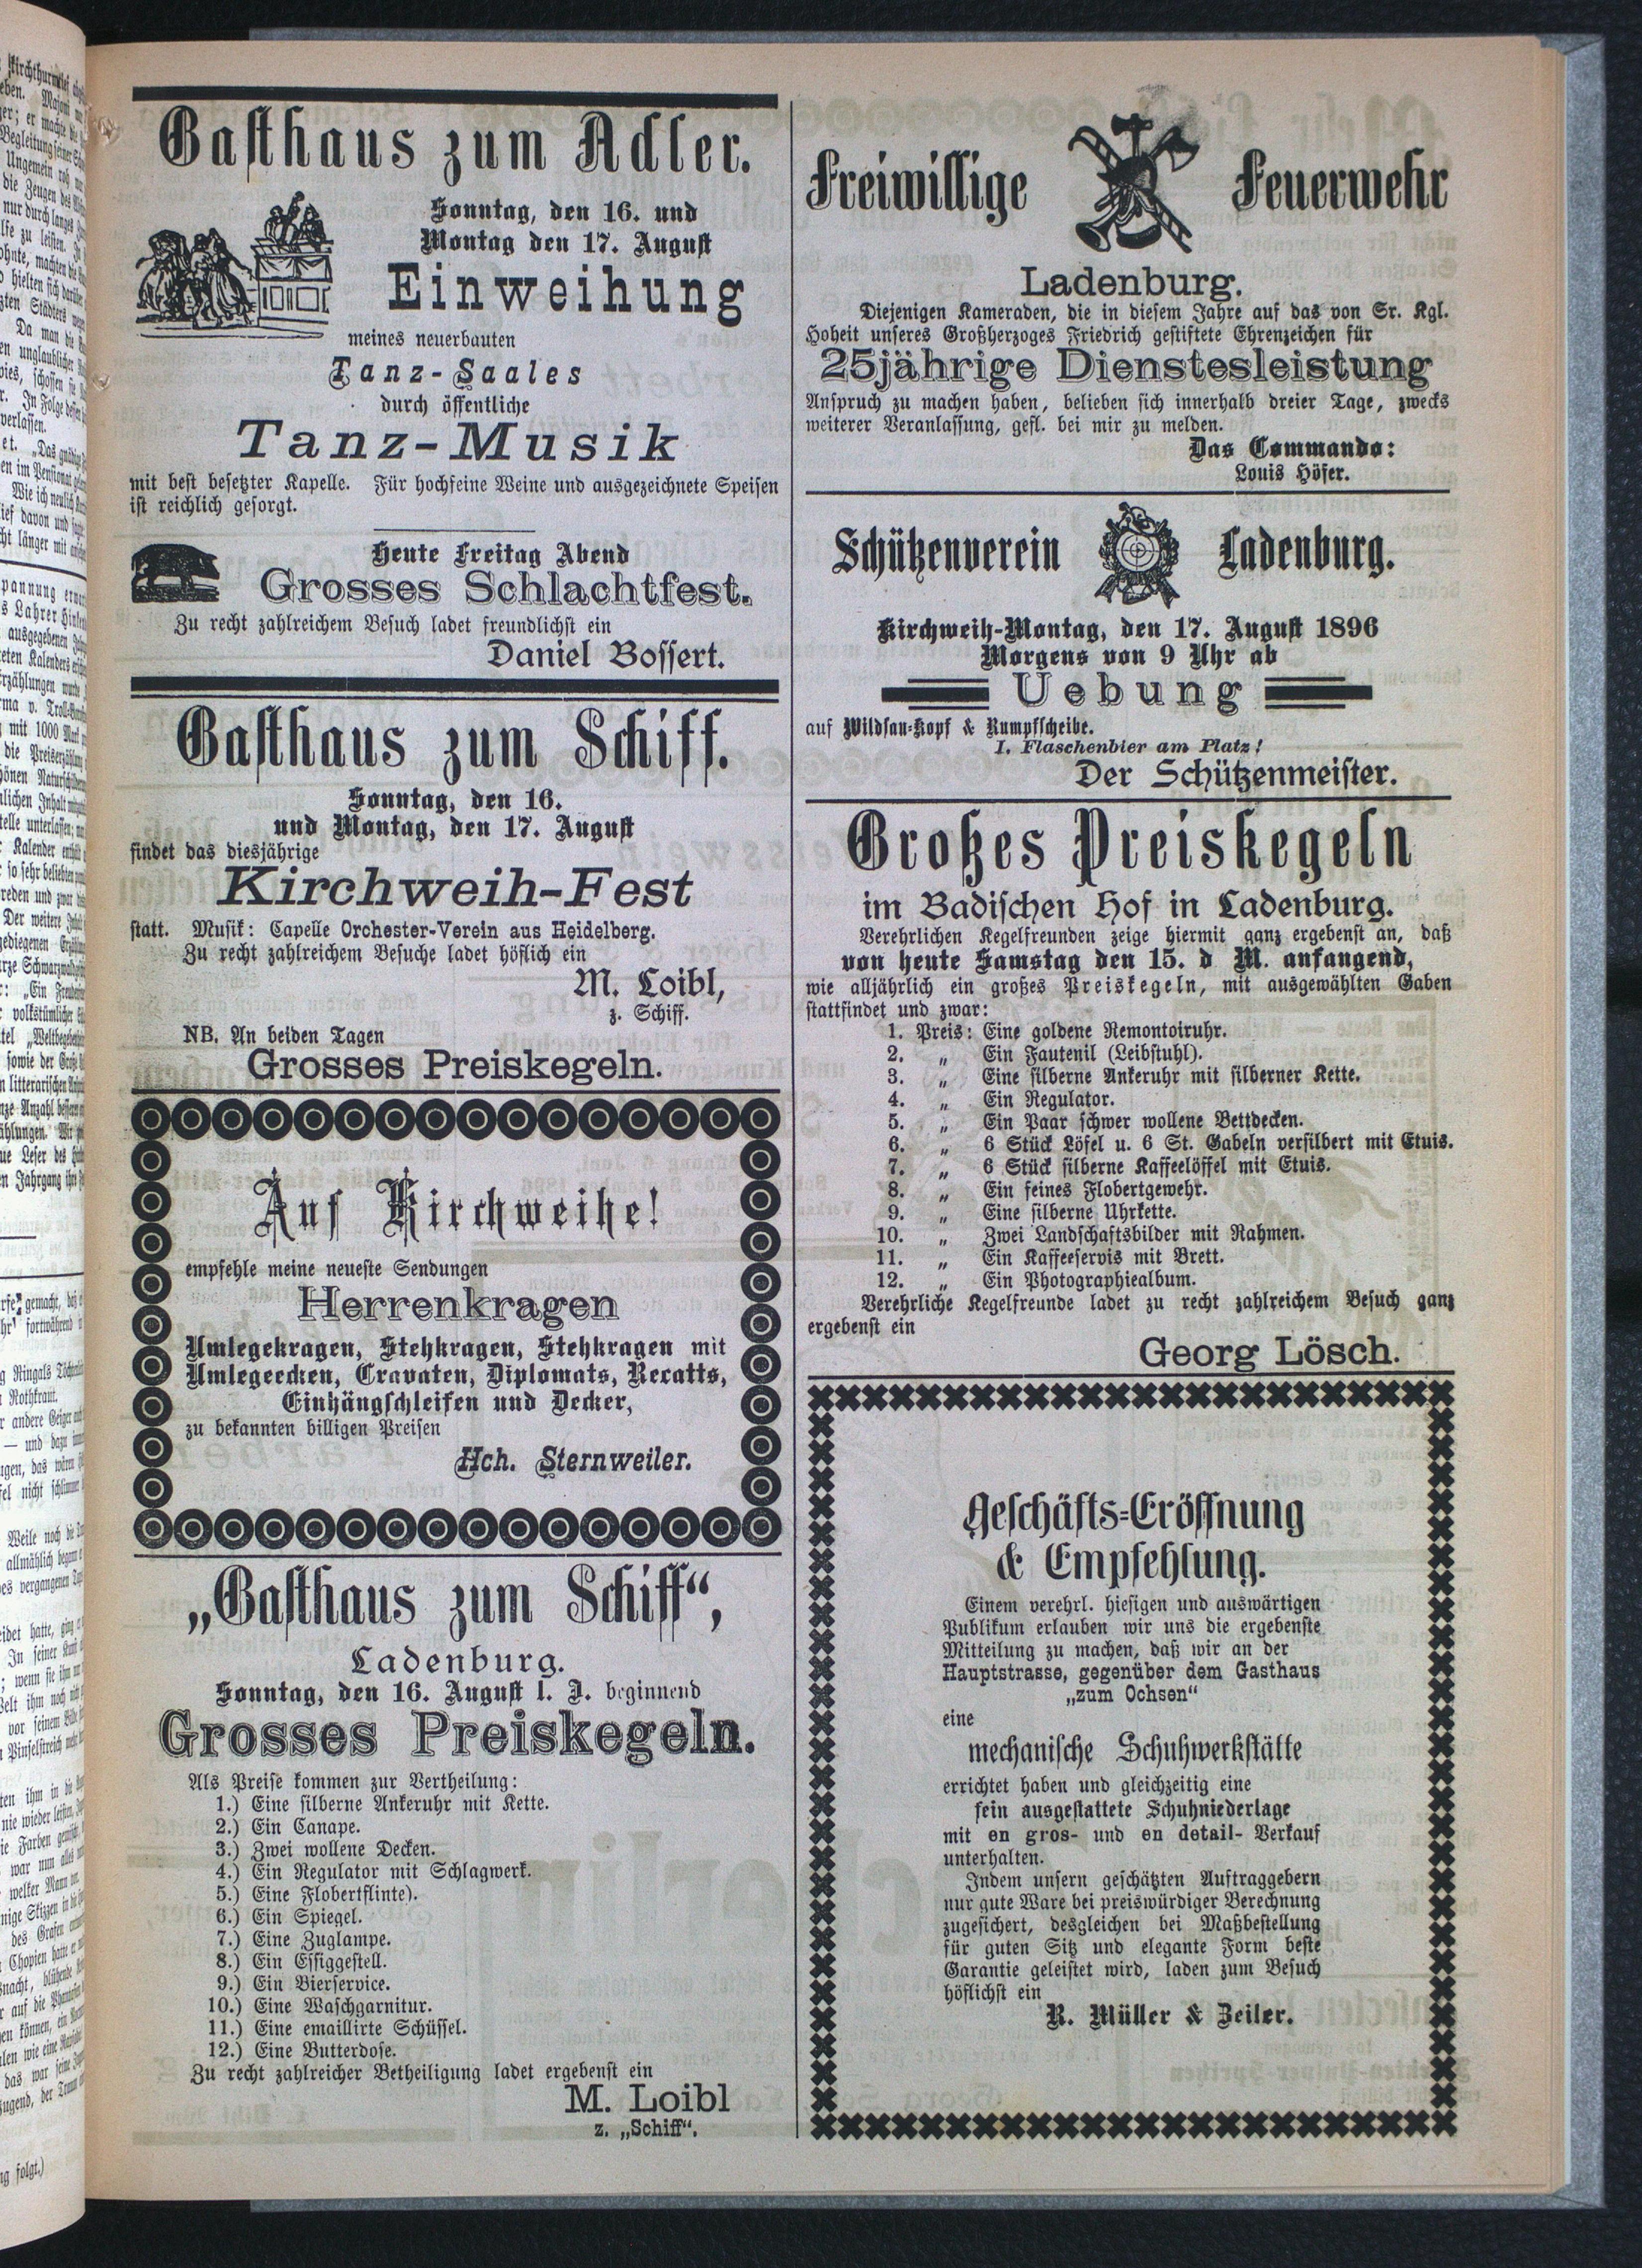 Gasthaus zum Adler.
Sonntag, den 16. und
Montag den 17. August
Einweihung
meines neuerbauten
Tanz-Saales
durch öffentliche
Tanz-Musik
mit best besetzter Kapelle. Für hochfeine Weine und ausgezeichnete Speisen
ist reichlich gesorgt.
Heute Freitag Abend
Grosses Schlachtfest.
Zu recht zahlreichem Besuch ladet freundlichst ein
Daniel Bossert.
Gasthaus zum Schiff.
Sonntag, den 16.
und Montag, den 17. August
findet das diesjährige
Kirchweih-Fest
statt. Musik: Capelle Orchester-Verein aus Heidelberg.
Zu recht zahlreichem Besuche ladet höflich ein
M. Loibl,
z. Schiff.
NB. An beiden Tagen
Grosses Preiskegeln.
Auf Kirchweihe!
empfehle meine neueste Sendungen
Herrenkragen
Umlegekragen, Stehkragen, Stehkragen mit
Umlegeecken, Cravaten, Diplomats, Recatts,
Einhängschleifen und Decker,
zu bekannten billigen Preisen
Hch. Sternweiler.
„Gasthaus zum Schiff“,
Ladenburg.
Sonntag, den 16. August l. J. beginnend
Grosses Preiskegeln.
Als Preise kommen zur Vertheilung:
1.) Eine silberne Ankeruhr mit Kette.
2.) Ein Canape.
3.) Zwei wollene Decken.
4.) Ein Regulator mit Schlagwerk.
5.) Eine Flobertflinte).
6.) Ein Spiegel.
7.) Eine Zuglampe.
8.) Ein Essiggestell.
9.) Ein Bierservice.
10.) Eine Waschgarnitur.
11.) Eine emaillirte Schüssel.
12.) Eine Butterdose.
Zu recht zahlreicher Betheiligung ladet ergebenst ein
M. Loibl
z. „Schiff“.
Freiwillige Feuerwehr
Ladenburg.
Diejenigen Kameraden, die in diesem Jahre auf das von Sr. Kgl.
Hoheit unseres Großherzoges Friedrich gestiftete Ehrenzeichen für
25jährige Dienstesleistung
Anspruch zu machen haben, belieben sich innerhalb dreier Tage, zwecks
weiterer Veranlassung, gefl. bei mir zu melden.
Das Commando:
Louis Höfer.
Schützenverein Ladenburg.
Kirchweih-Montag, den 17. August 1896
Morgens von 9 Uhr ab
Uebung
auf Wildsau-Kopf & Rumpfscheibe.
I. Flaschenbier am Platz!
Der Schützenmeister.
Großes Preiskegeln
im Badischen Hof in Ladenburg.
Verehrlichen Kegelfreunden zeige hiermit ganz ergebenst an, daß
von heute Samstag den 15. d M. anfangend,
wie alljährlich ein großes Preiskegeln, mit ausgewählten Gaben
stattfindet und zwar:
1. Preis: Eine goldene Remontoiruhr.
2. „ Ein Fautenil (Leibstuhl).
3. „ Eine silberne Ankeruhr mit silberner Kette.
4. „ Ein Regulator.
5. „ Ein Paar schwer wollene Bettdecken.
6. „ 6 Stück Löfel u. 6 St. Gabeln versilbert mit Etuis.
7. „ 6 Stück silberne Kaffeelöffel mit Etuis.
8. „ Ein feines Flobertgewehr.
9. „ Eine silberne Uhrkette.
10. „ Zwei Landschaftsbilder mit Rahmen.
11. „ Ein Kaffeeservis mit Brett.
12. „ Ein Photographiealbum.
Verehrliche Kegelfreunde ladet zu recht zahlreichem Besuch ganz
ergebenst ein
Georg Lösch.
Geschäfts-Eröffnung
& Empfehlung.
Einem verehrl. hiesigen und auswärtigen
Publikum erlauben wir uns die ergebenste
Mitteilung zu machen, daß wir an der
Hauptstrasse, gegenüber dem Gasthaus
„zum Ochsen“
eine
mechanische Schuhwerkstätte
errichtet haben und gleichzeitig eine
fein ausgestattete Schuhniederlage
mit en gros- und en detail- Verkauf
unterhalten.
Indem unsern geschätzten Auftraggebern
nur gute Ware bei preiswürdiger Berechnung
zugesichert, desgleichen bei Maßbestellung
für guten Sitz und elegante Form beste
Garantie geleistet wird, laden zum Besuch
höflichst ein
R. Müller & Zeiler.